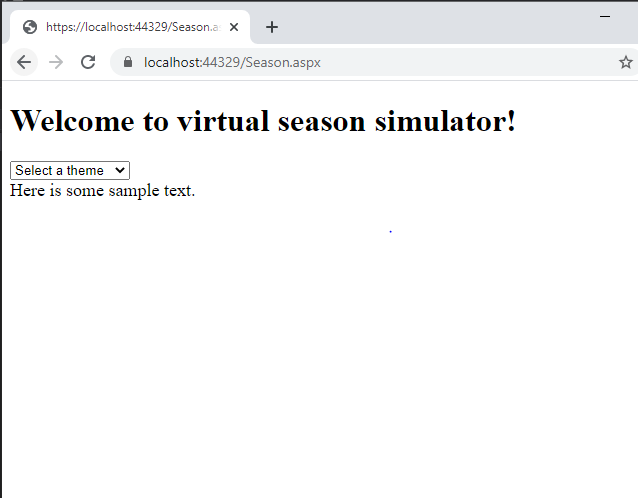 https://localhost:44329/Season.a
localhost:44329/Season.aspx
Welcome to virtual season simulator!
Select a theme
Here is some sample text.